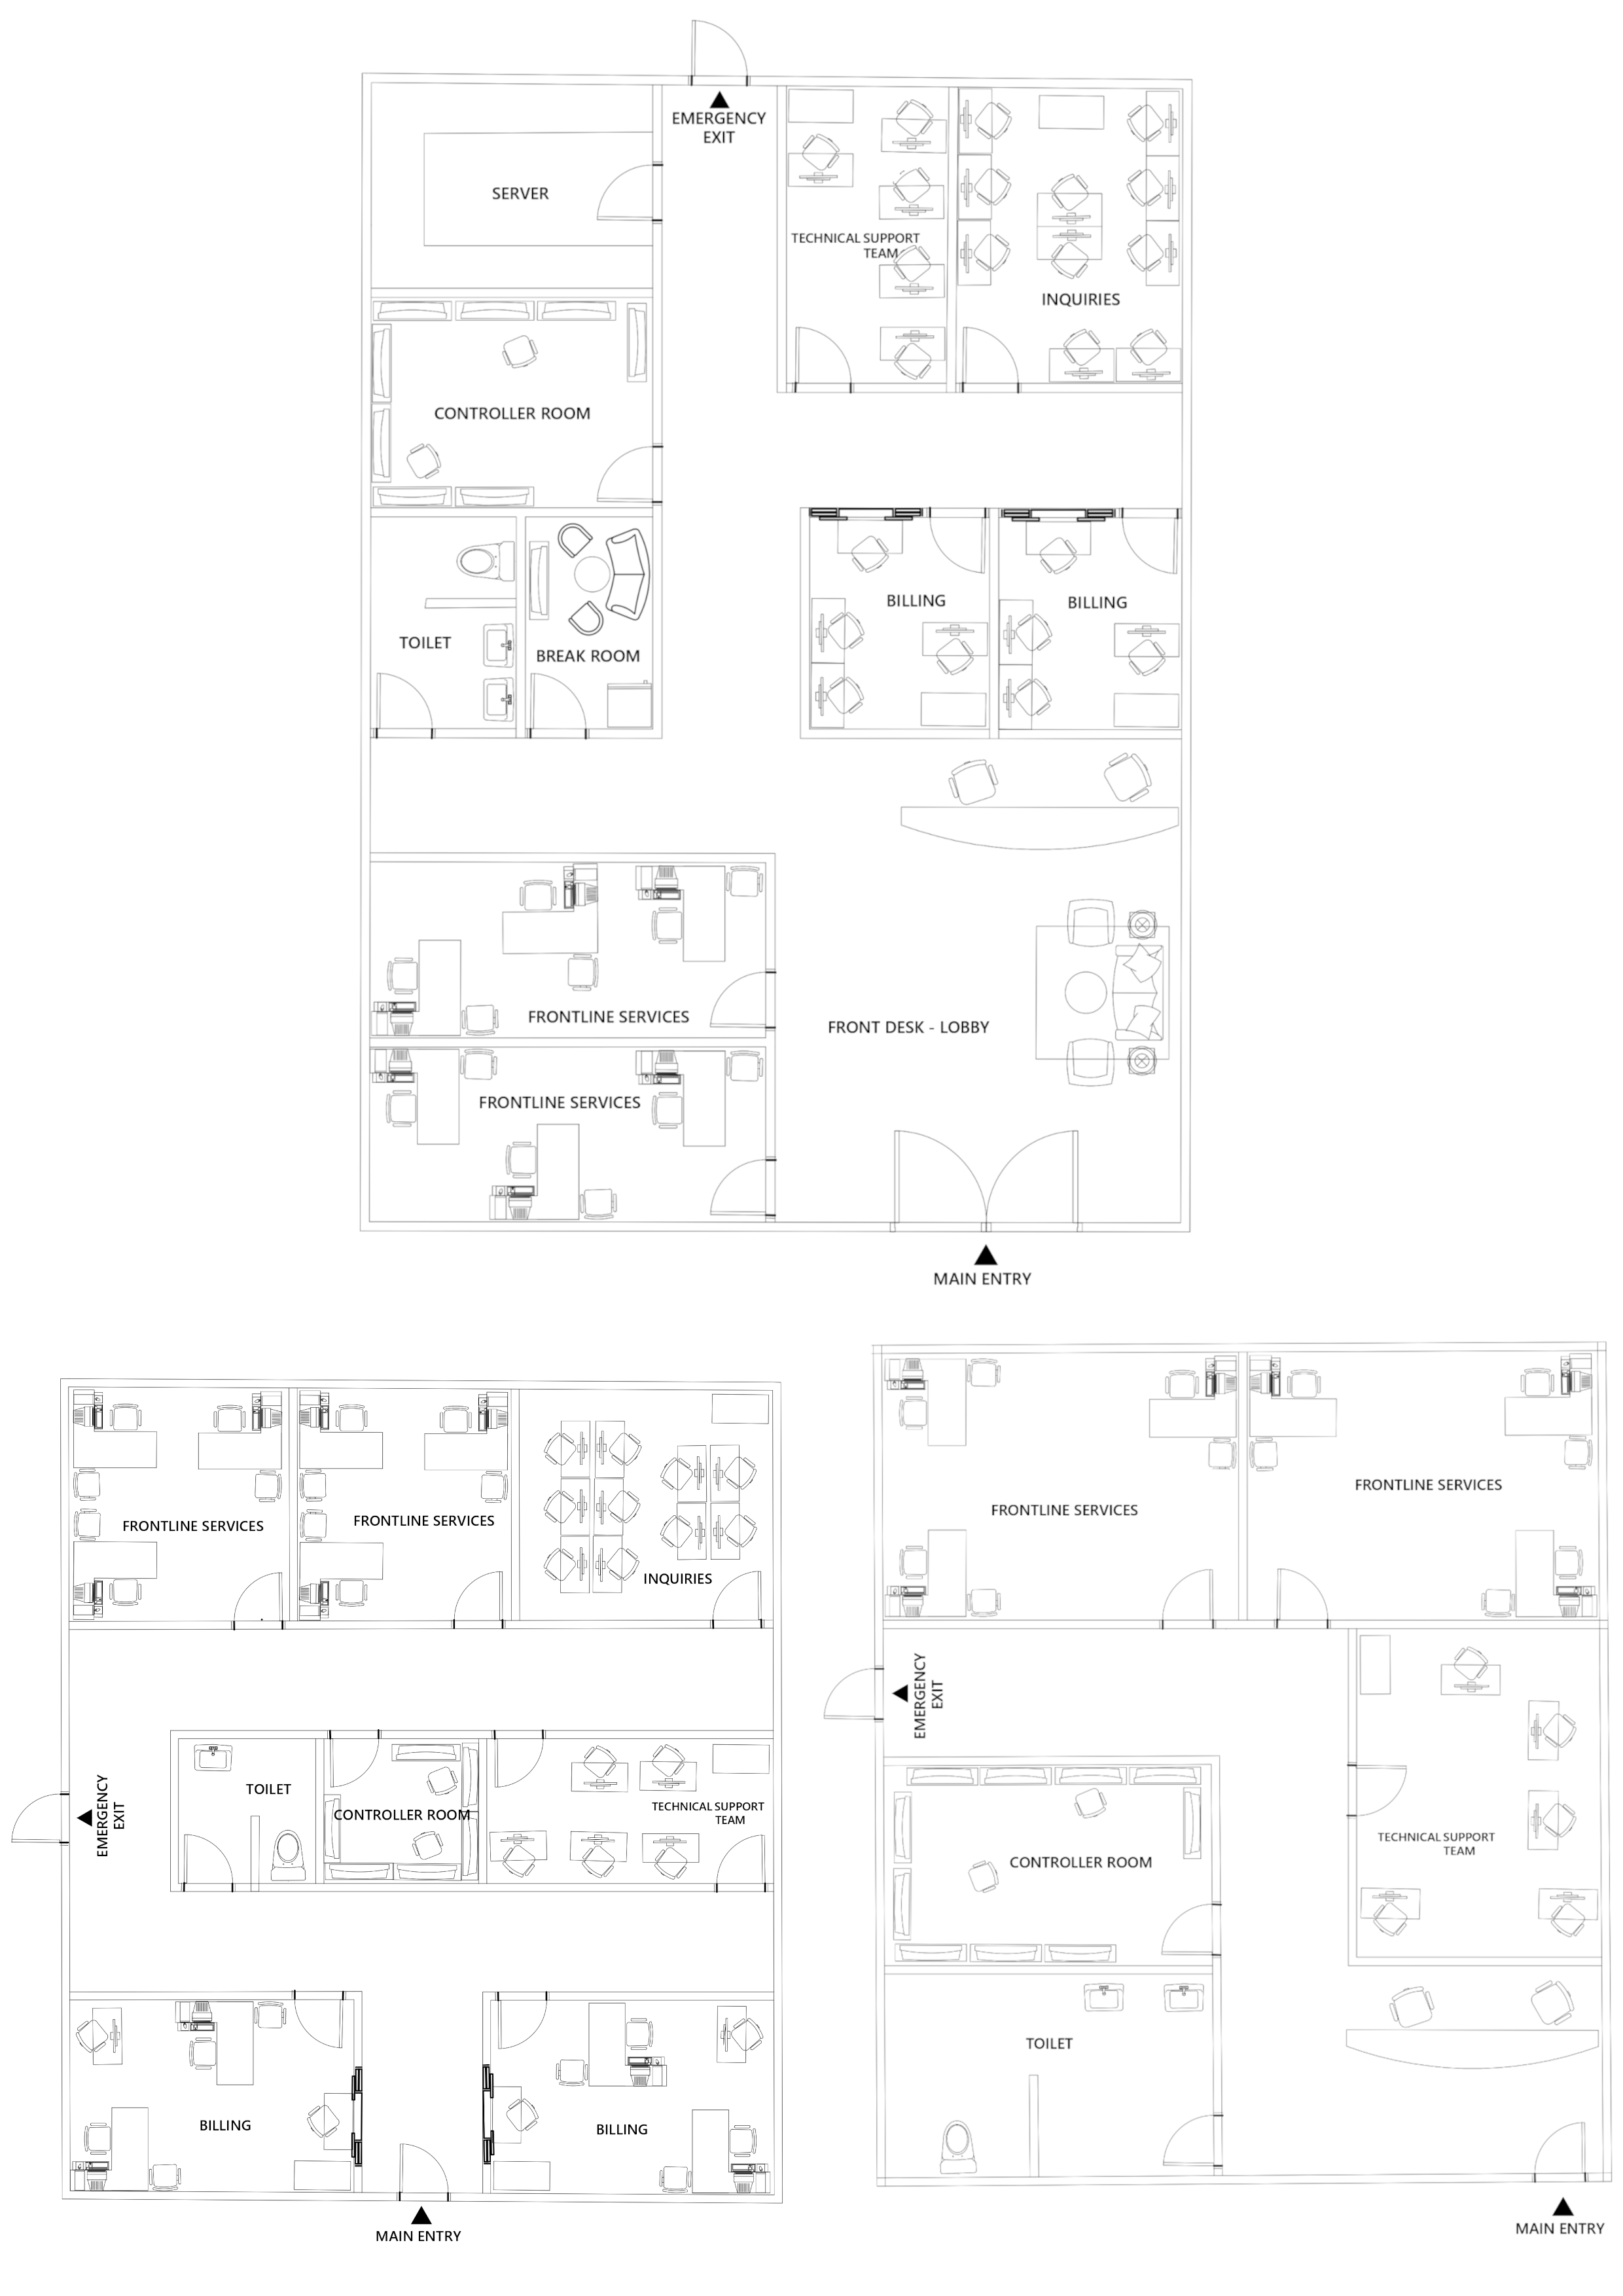 EMERGENCY
EXIT
SERVER
TECHNICAL SUPPORT
TEAM
INQUIRIES
CONTROLLER ROOM
BILLING
BILLING
TOILET
BREAK ROOM
FRONTLINE SERVICES
FRONT DESK - LOBBY
FRONTLINE SERVICES
MAIN ENTRY
FRONTLINE SERVICES
FRONTLINE SERVICES
INQUIRIES
TOILET
CONTROLLER ROOM
TECHNICAL SUPPORT
TEAM
EMERGENCY
EXIT
BILLING
BILLING
MAIN ENTRY
FRONTLINE SERVICES
FRONTLINE SERVICES
EMERGENCY
EXIT
TECHNICAL SUPPORT
TEAM
CONTROLLER ROOM
TOILET
MAIN ENTRY